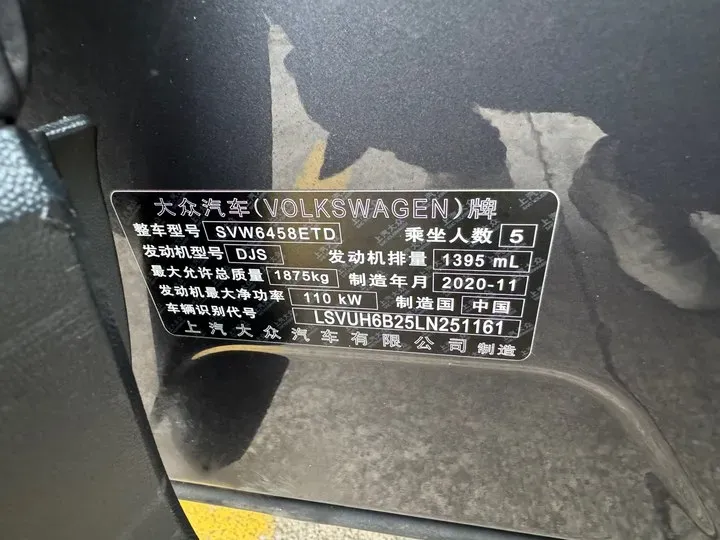 大众汽车(VOLKSWAGEN)牌
整车型号 SVW6458ETD 乘坐人数 5
发动机型号 DJS 发动机排量 1395 mL
最大允许总质量 1875kg 制造年月 2020-11
发动机最大净功率 110 kW 制造国 中国
车辆识别代号 LSVUH6B25LN251161
上汽大众汽车有限公司 制造